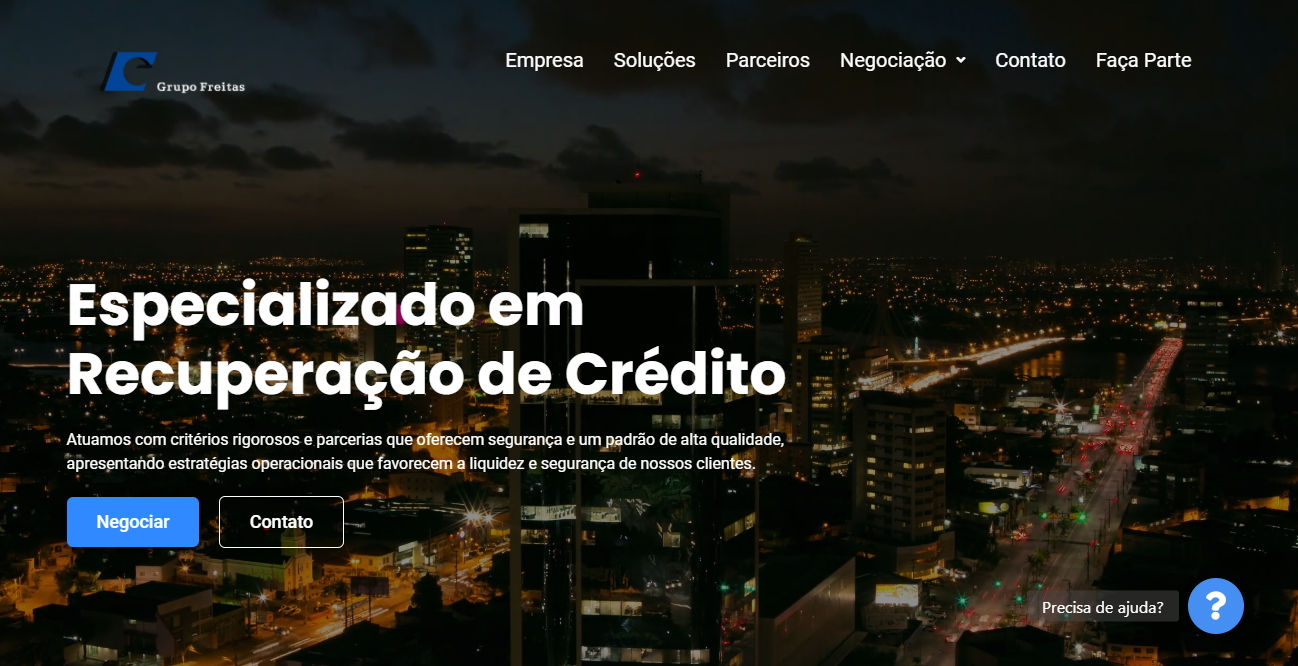 Grupo Freitas
Empresa Soluções Parceiros Negociação Contato Faça Parte
Especializado em
Recuperação de Crédito
Atuamos com critérios rigorosos e parcerias que oferecem segurança e um padrão de alta qualidade,
apresentando estratégias operacionais que favorecem a liquidez e segurança de nossos clientes.
Negociar Contato
Precisa de ajuda? ?